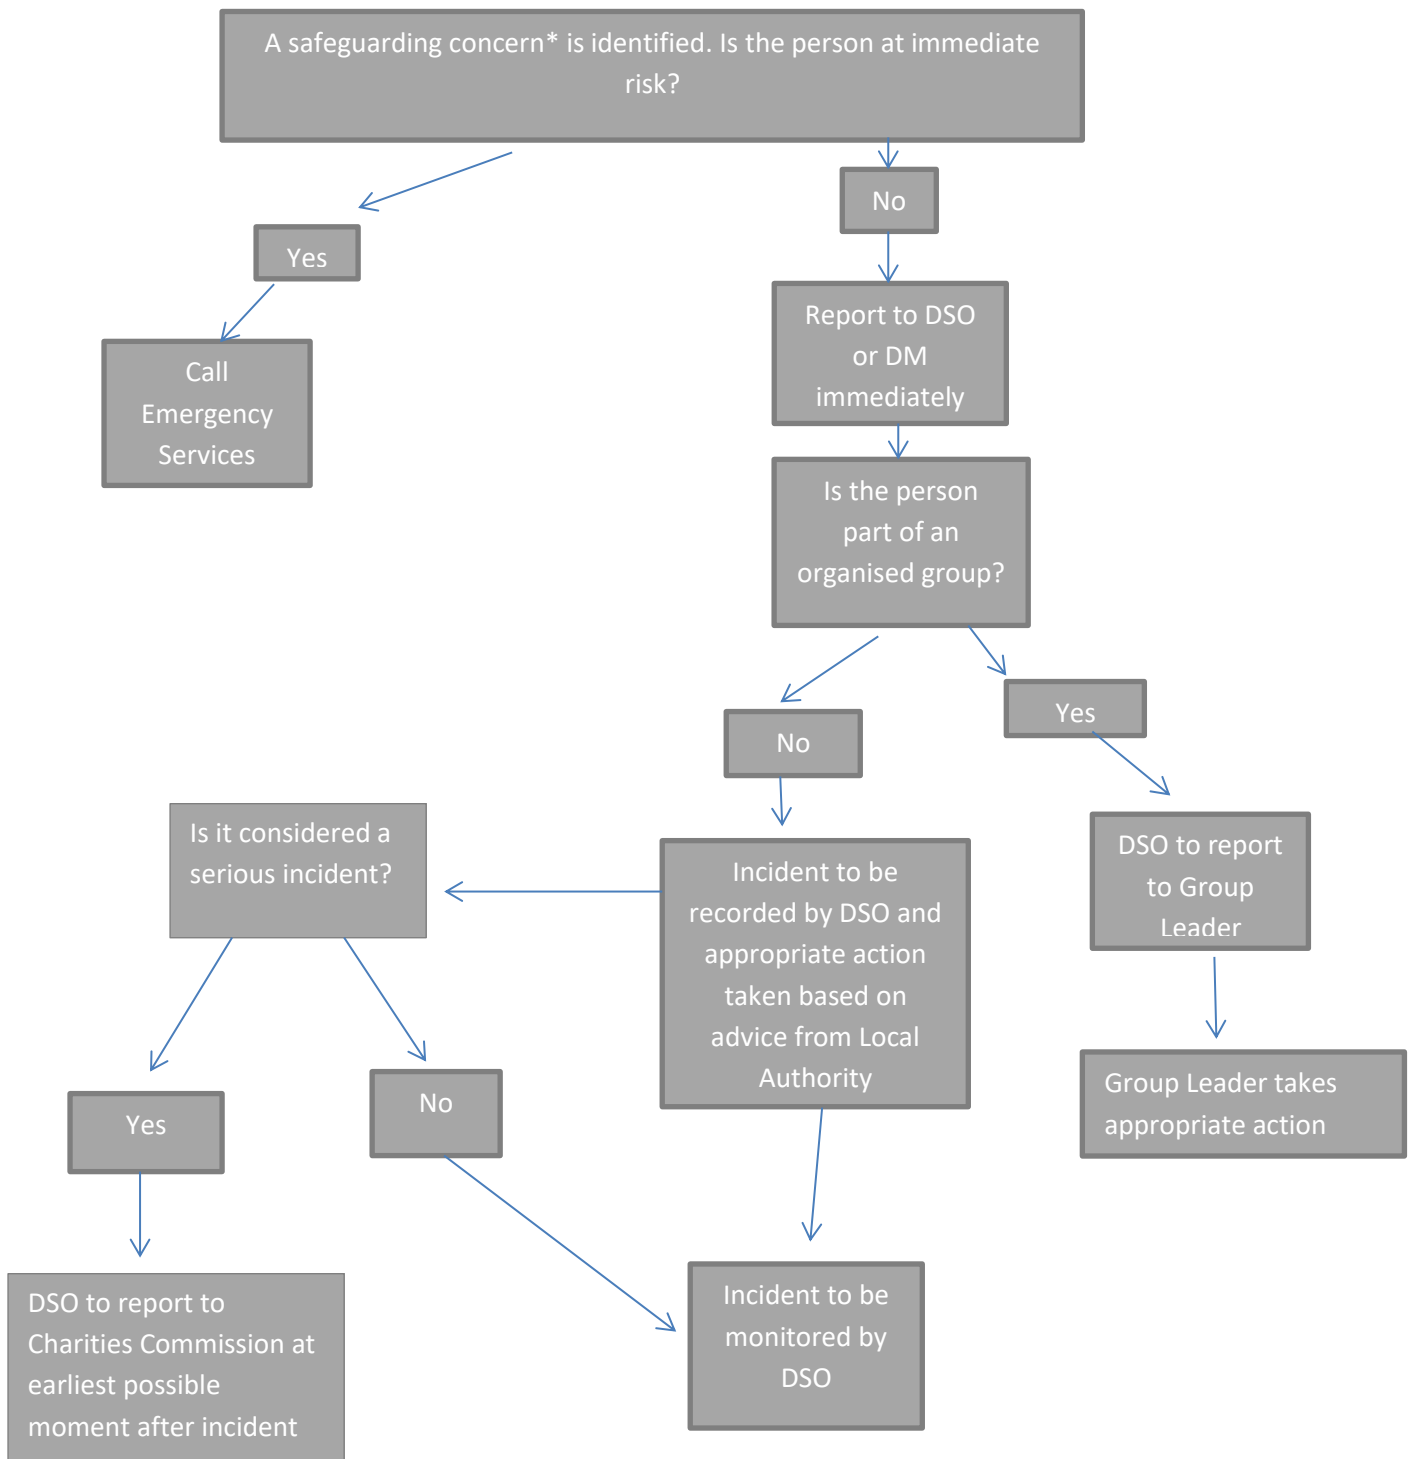 A safeguarding concern* is identified. Is the person at immediate
risk?
No
Yes
Report to DSO
or DM
immediately
Call
Emergency
Services
Is the person
part of an
organised group?
Yes
No
Is it considered a
serious incident?
Incident to be
recorded by DSO and
appropriate action
taken based on
advice from Local
Authority
DSO to report
to Group
Leader
Group Leader takes
appropriate action
Yes
No
DSO to report to
Charities Commission at
earliest possible
moment after incident
Incident to be
monitored by
DSO